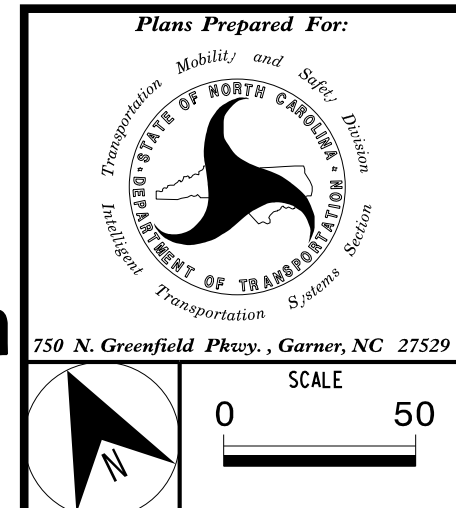 Plans Prepared For:
Transportation Mobility and Safety Division
STATE OF NORTH CAROLINA
DEPARTMENT OF TRANSPORTATION
Intelligent Transportation Systems Section
750 N. Greenfield Pkwy. , Garner, NC 27529
SCALE
0 50
N